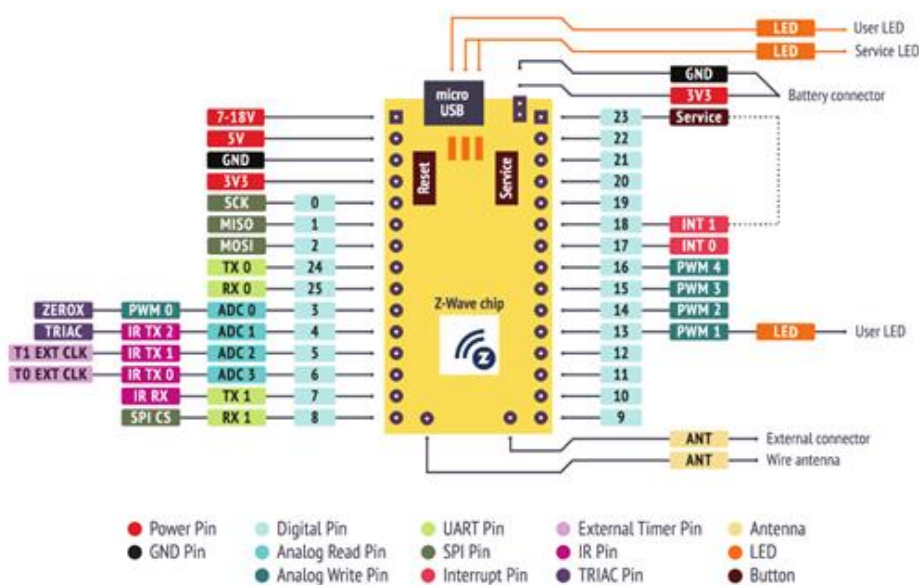 LED User LED
LED Service LED
GND
3V3 Battery connector
micro
USB
7-18V 23 Service
5V 22
GND 21
3V3 20
Reset
Service
SCK 0 19
MISO 1 18 INT 1
MOSI 2 17 INT 0
TX 0 24 16 PWM 4
RX 0 25 15 PWM 3
Z-Wave chip
ZEROX PWM 0 ADC 0 3 14 PWM 2
TRIAC IR TX 2 ADC 1 4 13 PWM 1 LED User LED
T1 EXT CLK IR TX 1 ADC 2 5 12
T0 EXT CLK IR TX 0 ADC 3 6 11
IR RX TX 1 7 10
SPI CS RX 1 8 9
Z
ANT External connector
ANT Wire antenna
Power Pin Digital Pin UART Pin External Timer Pin Antenna
GND Pin Analog Read Pin SPI Pin IR Pin LED
Analog Write Pin Interrupt Pin TRIAC Pin Button